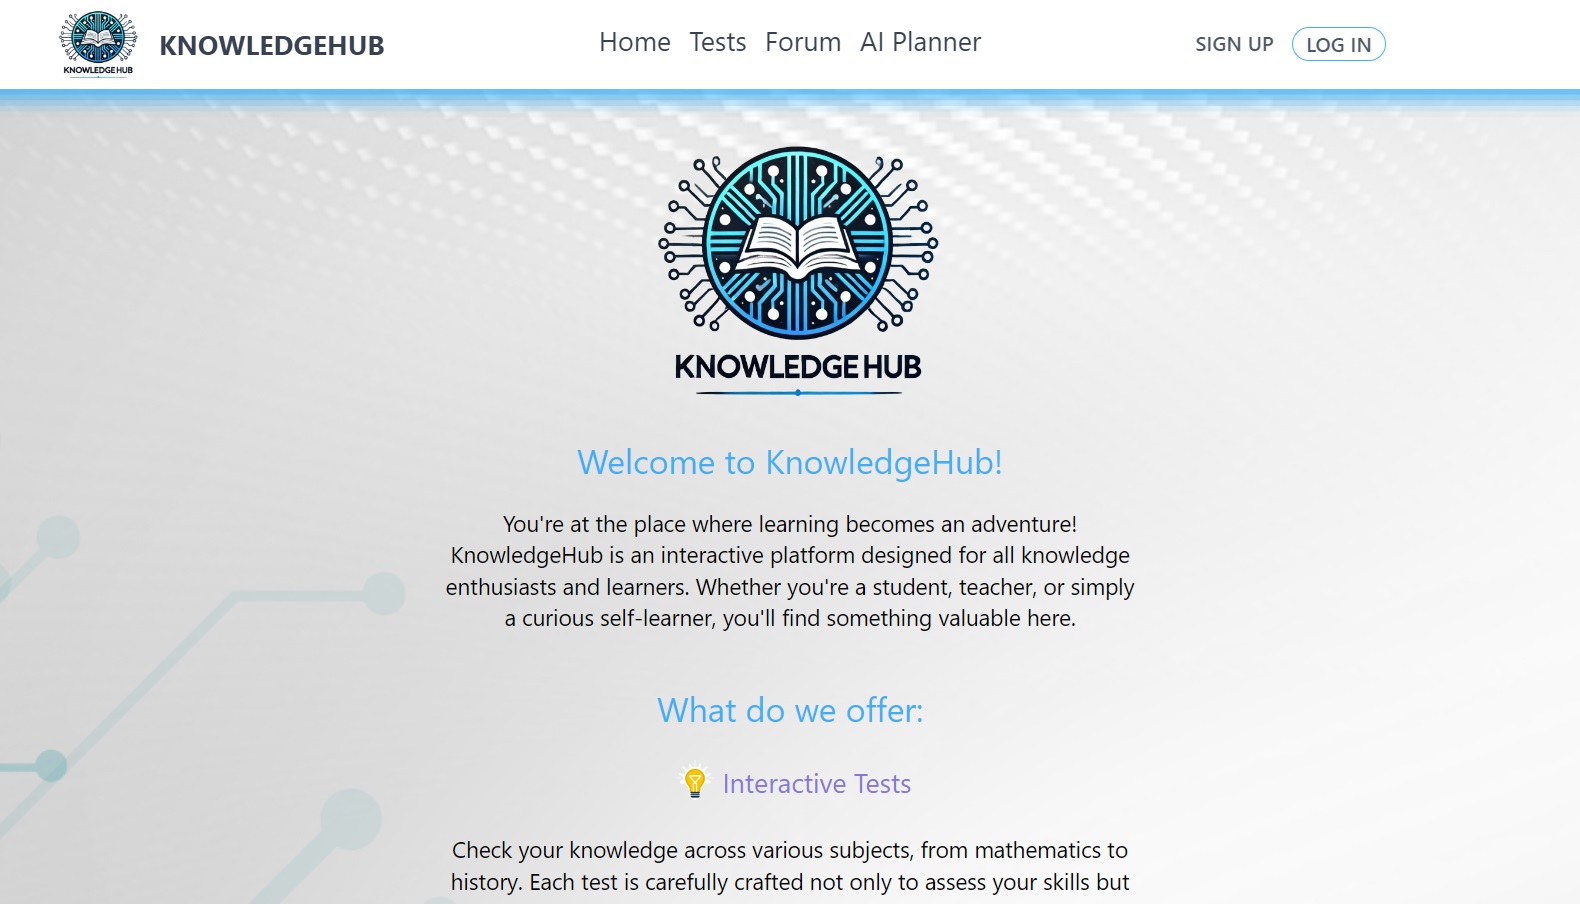 KNOWLEDGE HUB
KNOWLEDGEHUB
Home Tests Forum AI Planner
SIGN UP LOG IN
KNOWLEDGE HUB
Welcome to KnowledgeHub!
You're at the place where learning becomes an adventure!
KnowledgeHub is an interactive platform designed for all knowledge
enthusiasts and learners. Whether you're a student, teacher, or simply
a curious self-learner, you'll find something valuable here.
What do we offer:
Interactive Tests
Check your knowledge across various subjects, from mathematics to
history. Each test is carefully crafted not only to assess your skills but